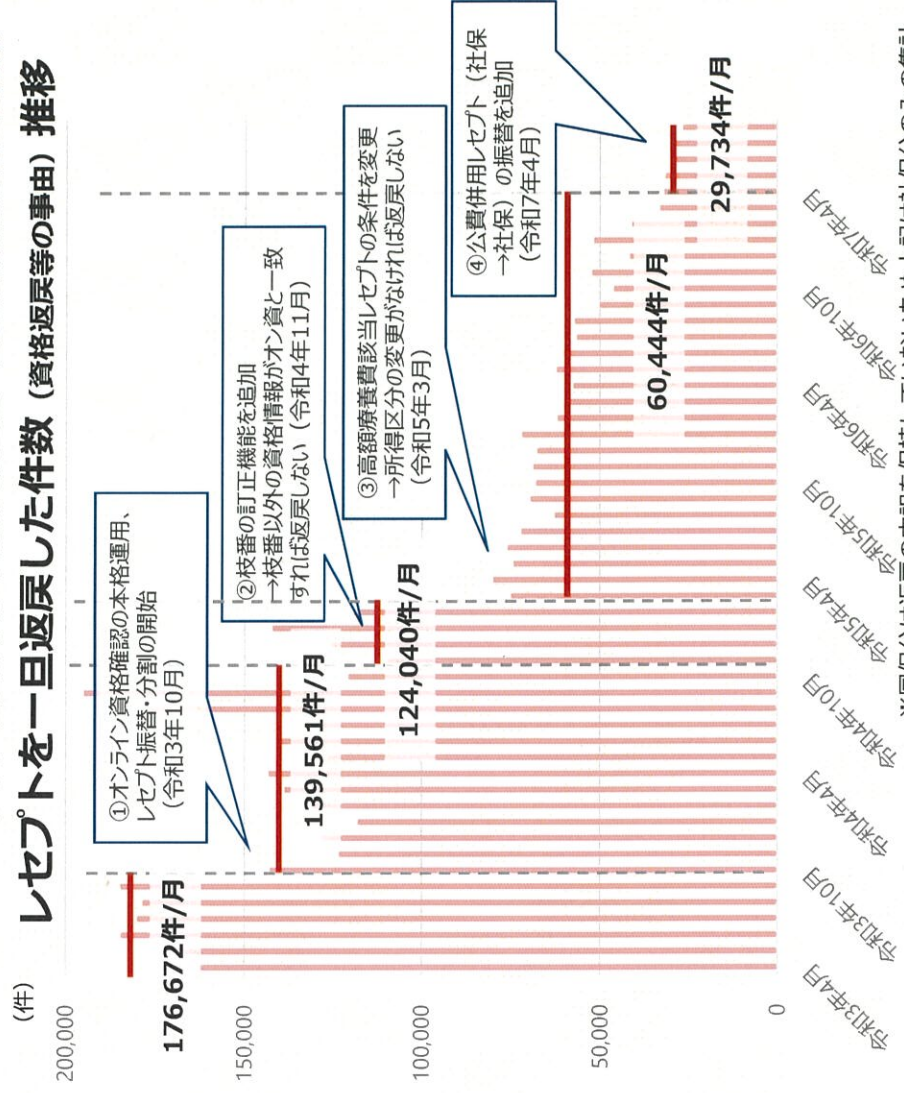 レセプトを一旦返戻した件数（資格返戻等の事由）推移
（件）
200,000
150,000
100,000
50,000
0
176,672件/月
139,561件/月
124,040件/月
60,444件/月
29,734件/月
①オンライン資格確認の本格運用、
レセプト振替・分割の開始
（令和3年10月）
②枝番の訂正機能を追加
→枝番以外の資格情報がオン資と一致
すれば返戻しない（令和4年11月）
③高額療養費該当レセプトの条件を変更
→所得区分の変更がなければ返戻しない
（令和5年3月）
④公費併用レセプト（社保
→社保）の振替を追加
（令和7年4月）
令和3年4月
令和3年10月
令和4年4月
令和4年10月
令和5年4月
令和5年10月
令和6年4月
令和6年10月
令和7年4月